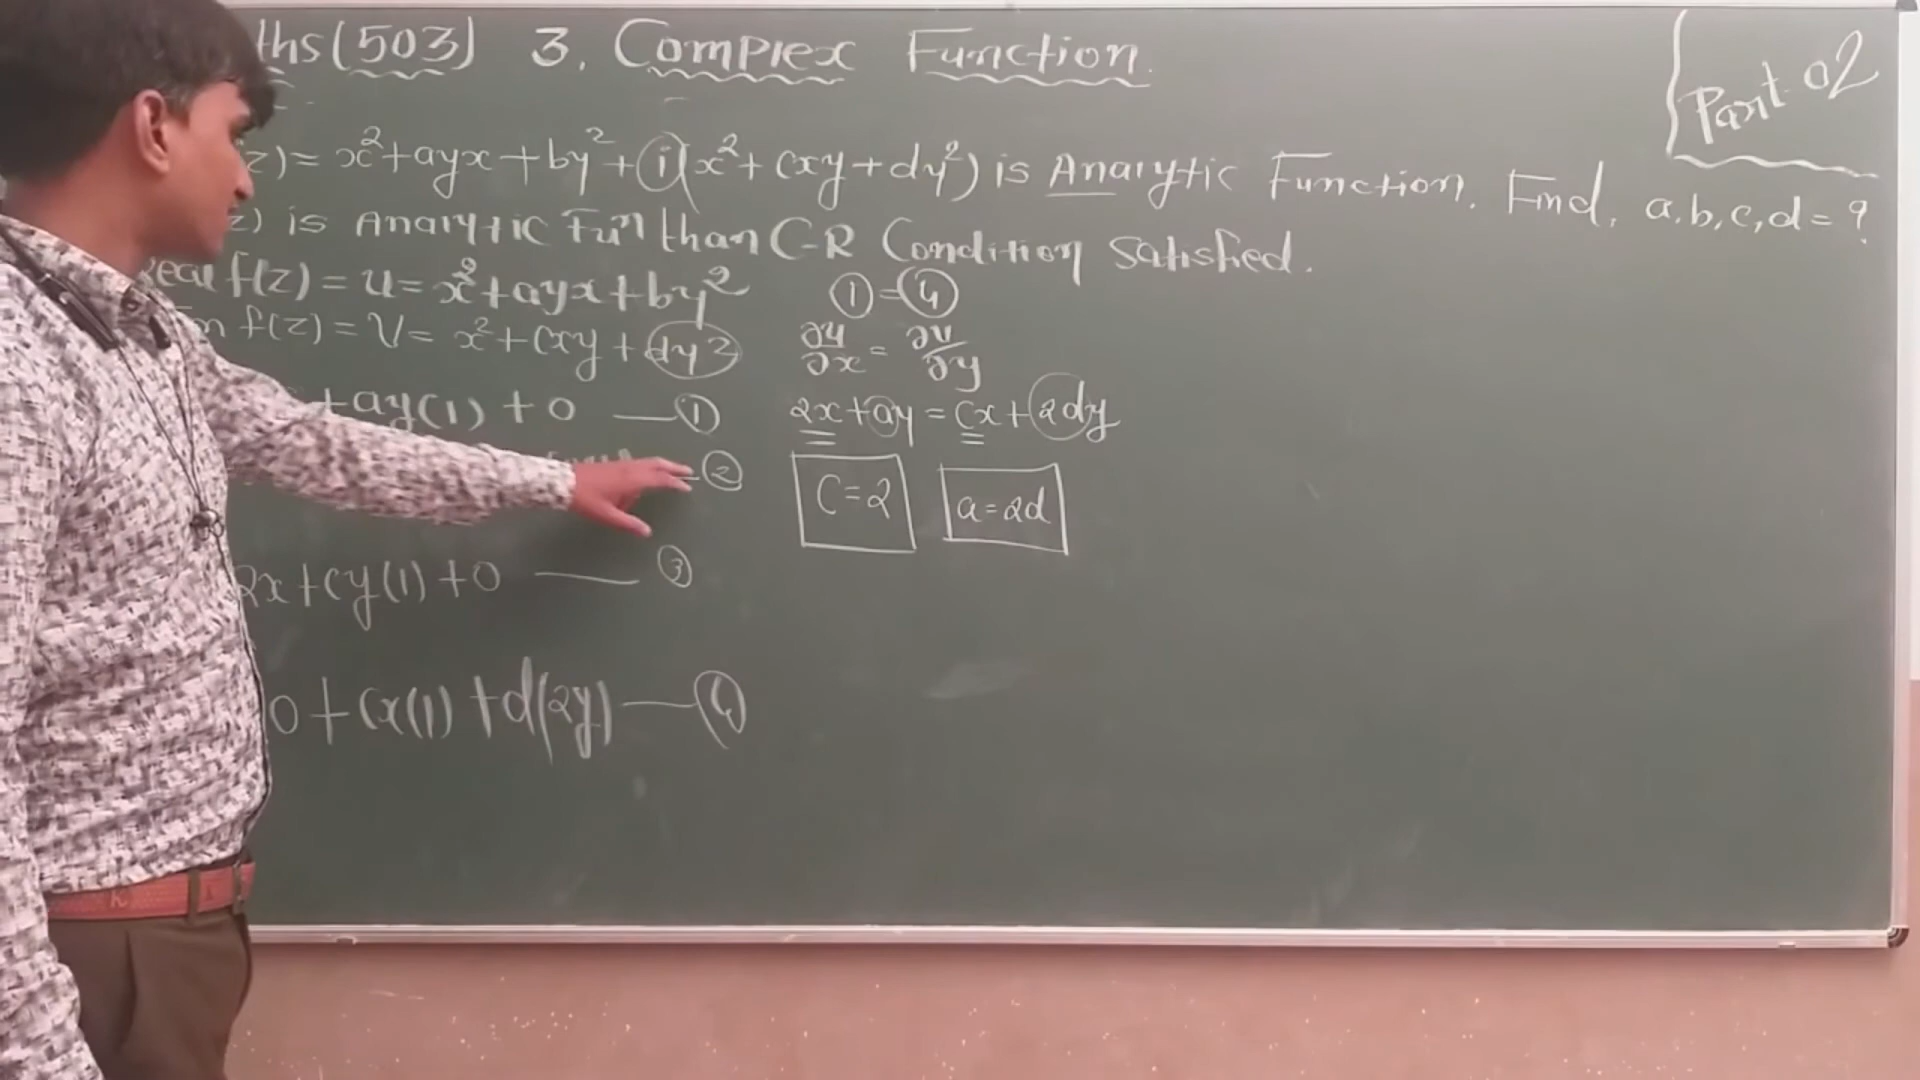 ths (503) 3. Complex Function.
Part 02
z) = x²+ayx+by²+i(x²+cxy+dy²) is Analytic Function. Find, a,b,c,d = ?
z) is Analytic Fun than C-R Condition satisfied.
Real f(z) = u = x²+ayx+by²
m f(z) = V = x²+cxy+dy²
+ay(1)+0 — ①
— ②
2x+cy(1)+0 — ③
0+cx(1)+d(2y) — ④
① = ④
∂u/∂x = ∂v/∂y
2x+ay = cx+2dy
C=2 a=2d